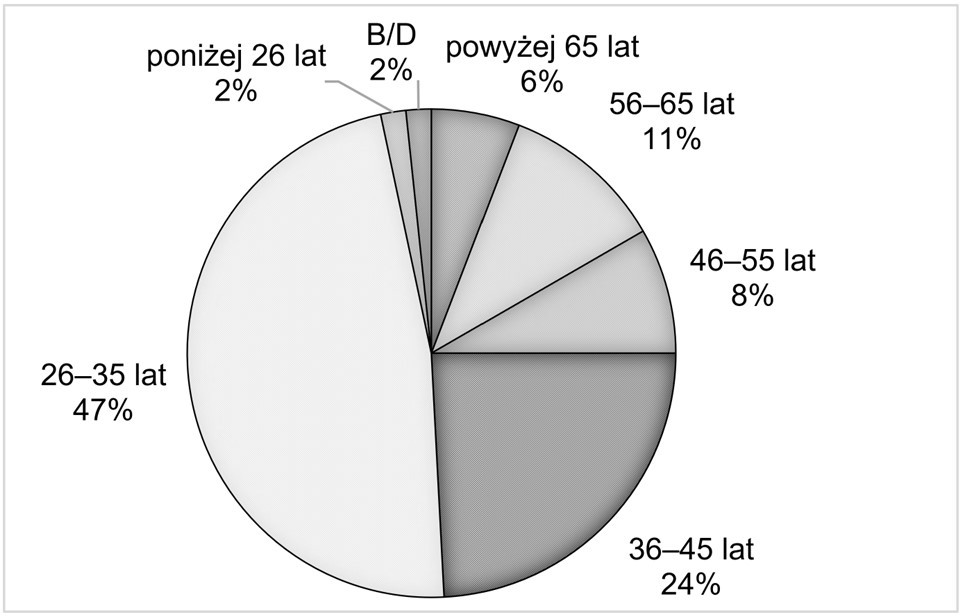 B/D
2%
powyżej 65 lat
6%
poniżej 26 lat
2%
56–65 lat
11%
46–55 lat
8%
26–35 lat
47%
36–45 lat
24%